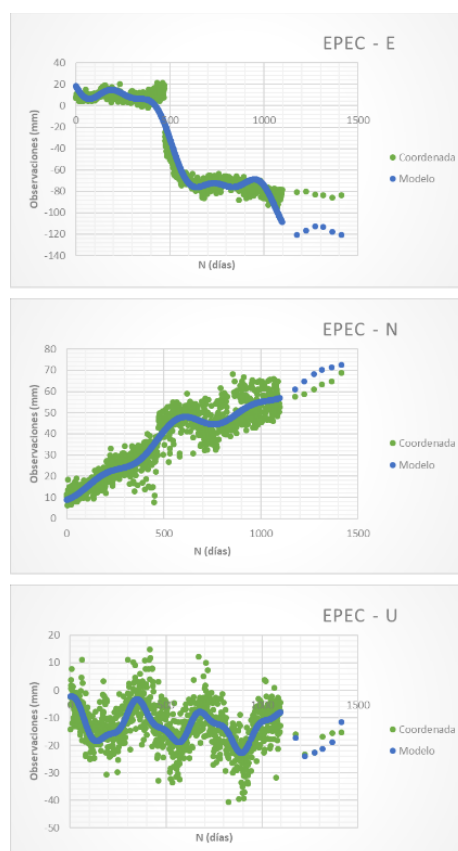 EPEC - E
40
20
0
-20
-40
-60
-80
-100
-120
-140
0
500
1000
1500
Observaciones (mm)
N (días)
Coordenada
Modelo
EPEC - N
80
70
60
50
40
30
20
10
0
0
500
1000
1500
Observaciones (mm)
N (días)
Coordenada
Modelo
EPEC - U
20
10
0
-10
-20
-30
-40
-50
1500
Observaciones (mm)
N (días)
Coordenada
Modelo